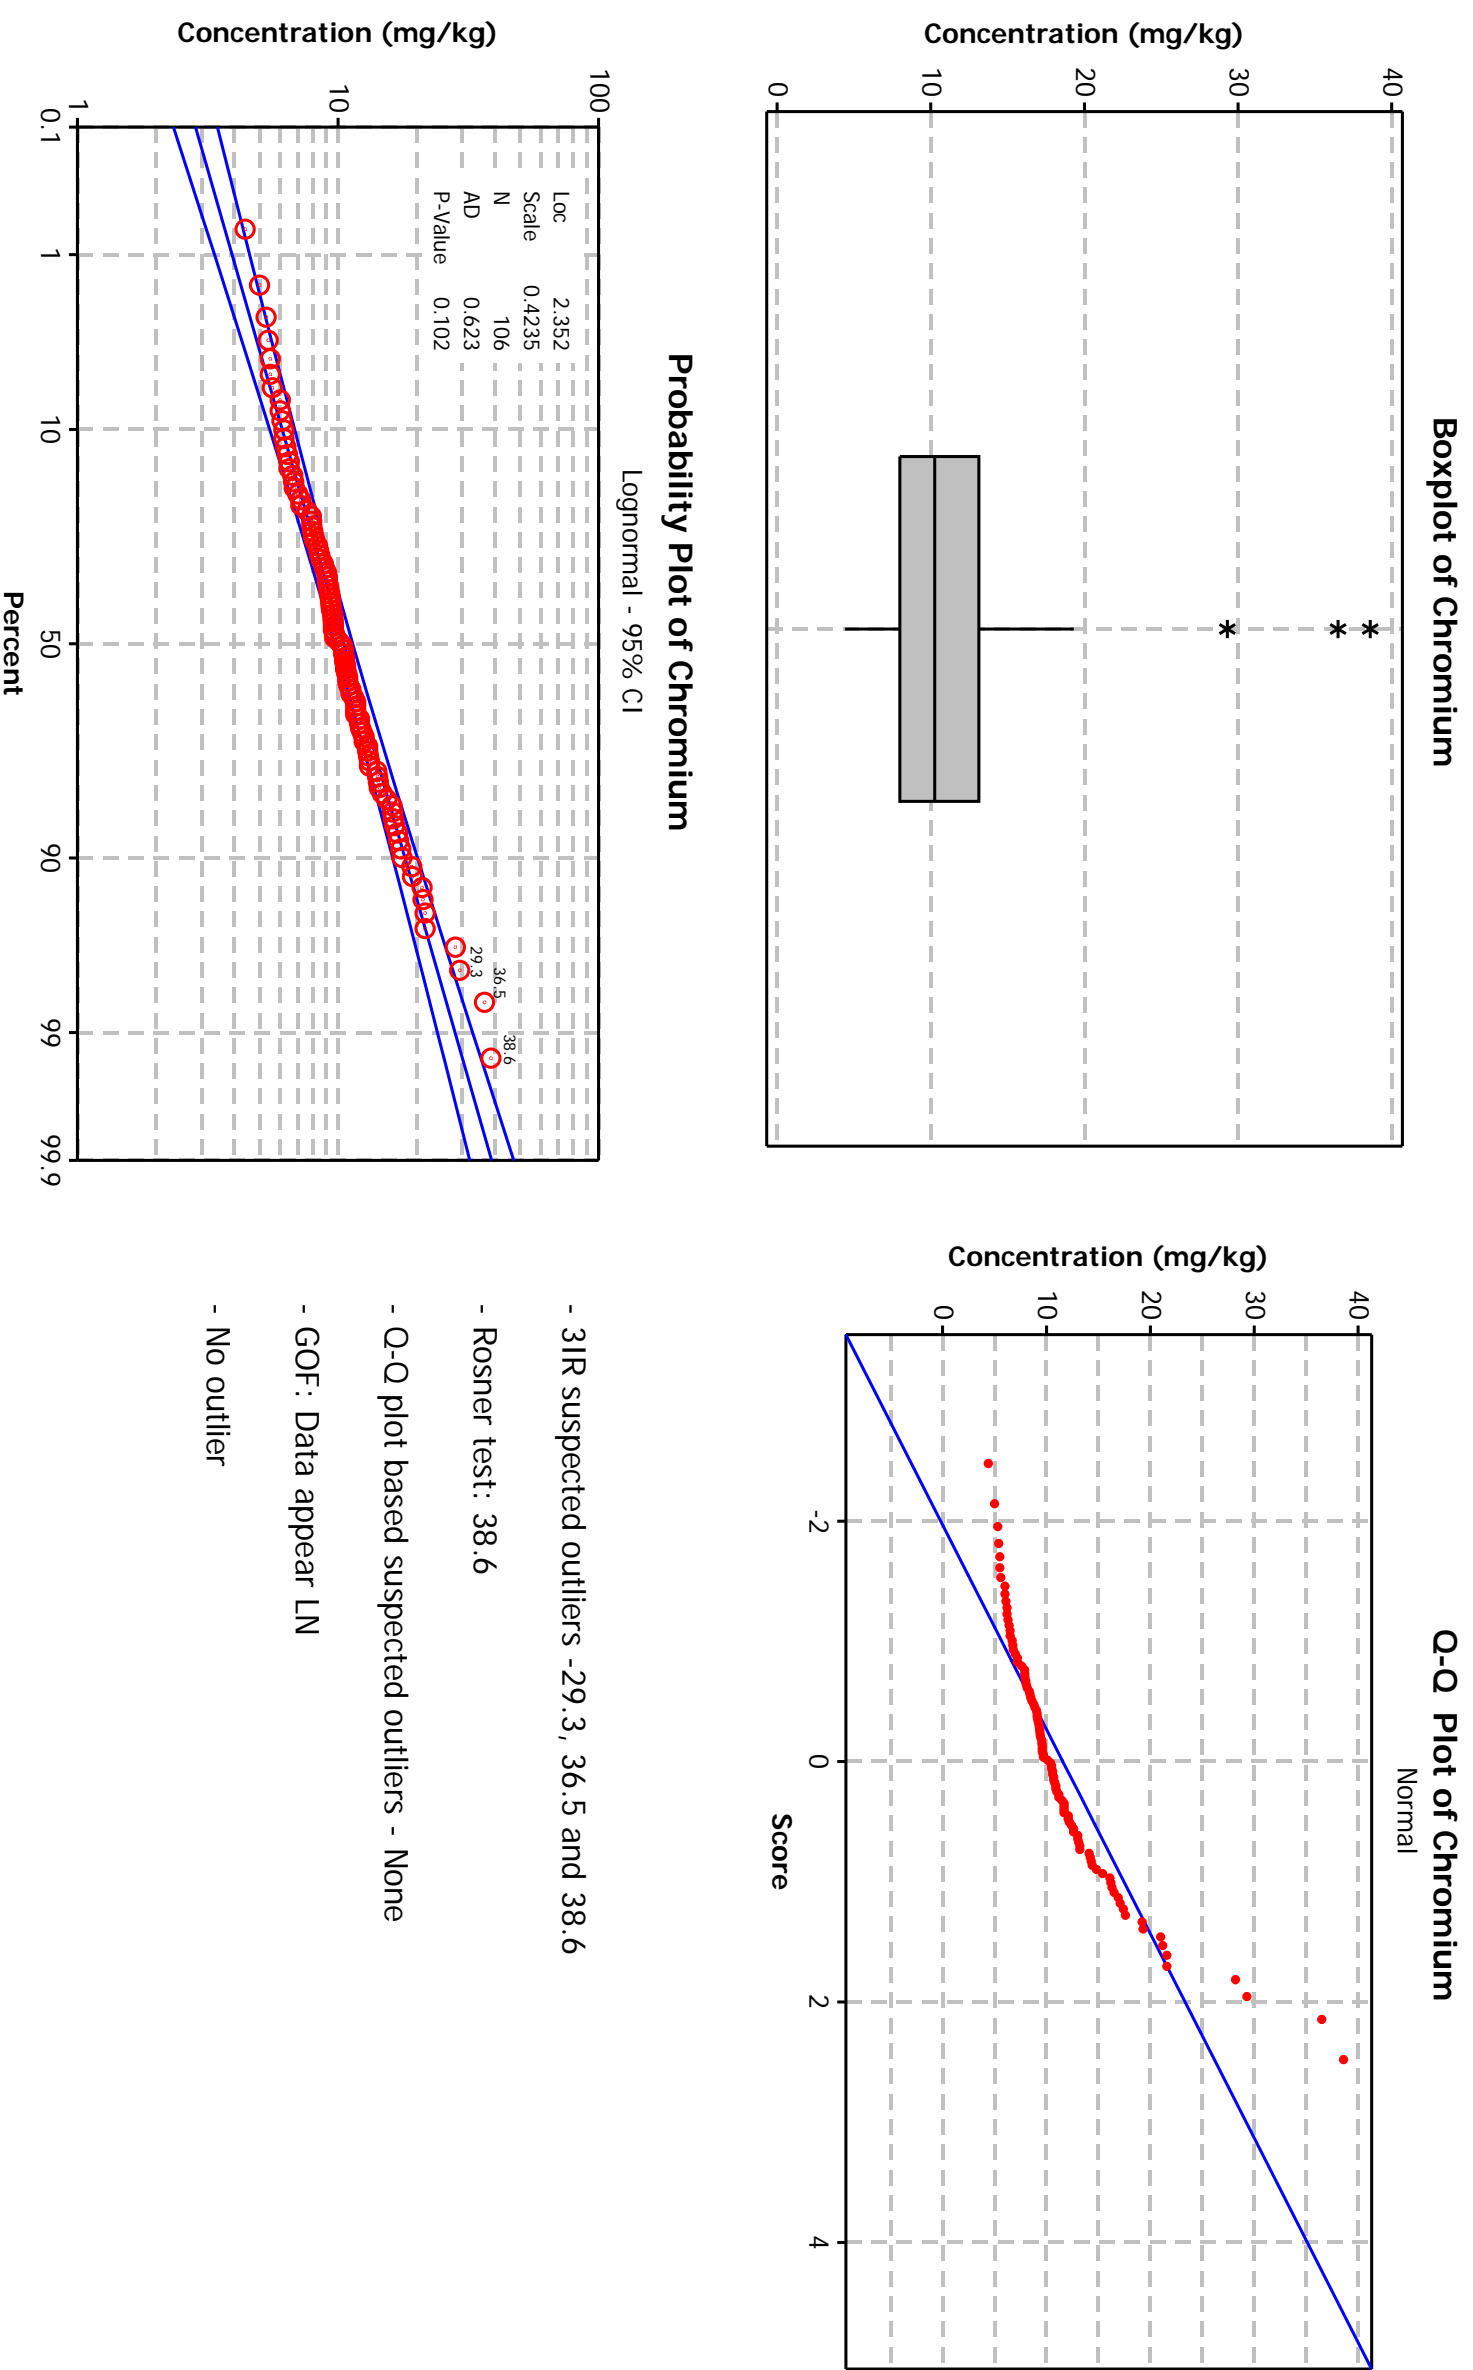 Boxplot of Chromium
Concentration (mg/kg)
40
30
20
10
0
Q-Q Plot of Chromium
Normal
Concentration (mg/kg)
40
30
20
10
0
-2
0
2
4
Score
Probability Plot of Chromium
Lognormal - 95% CI
Concentration (mg/kg)
100
10
1
Loc 2.352
Scale 0.4235
N 106
AD 0.623
P-Value 0.102
38.6
36.5
29.3
0.1
1
10
50
90
99
99.9
Percent
- 3IR suspected outliers -29.3, 36.5 and 38.6
- Rosner test: 38.6
- Q-Q plot based suspected outliers - None
- GOF: Data appear LN
- No outlier